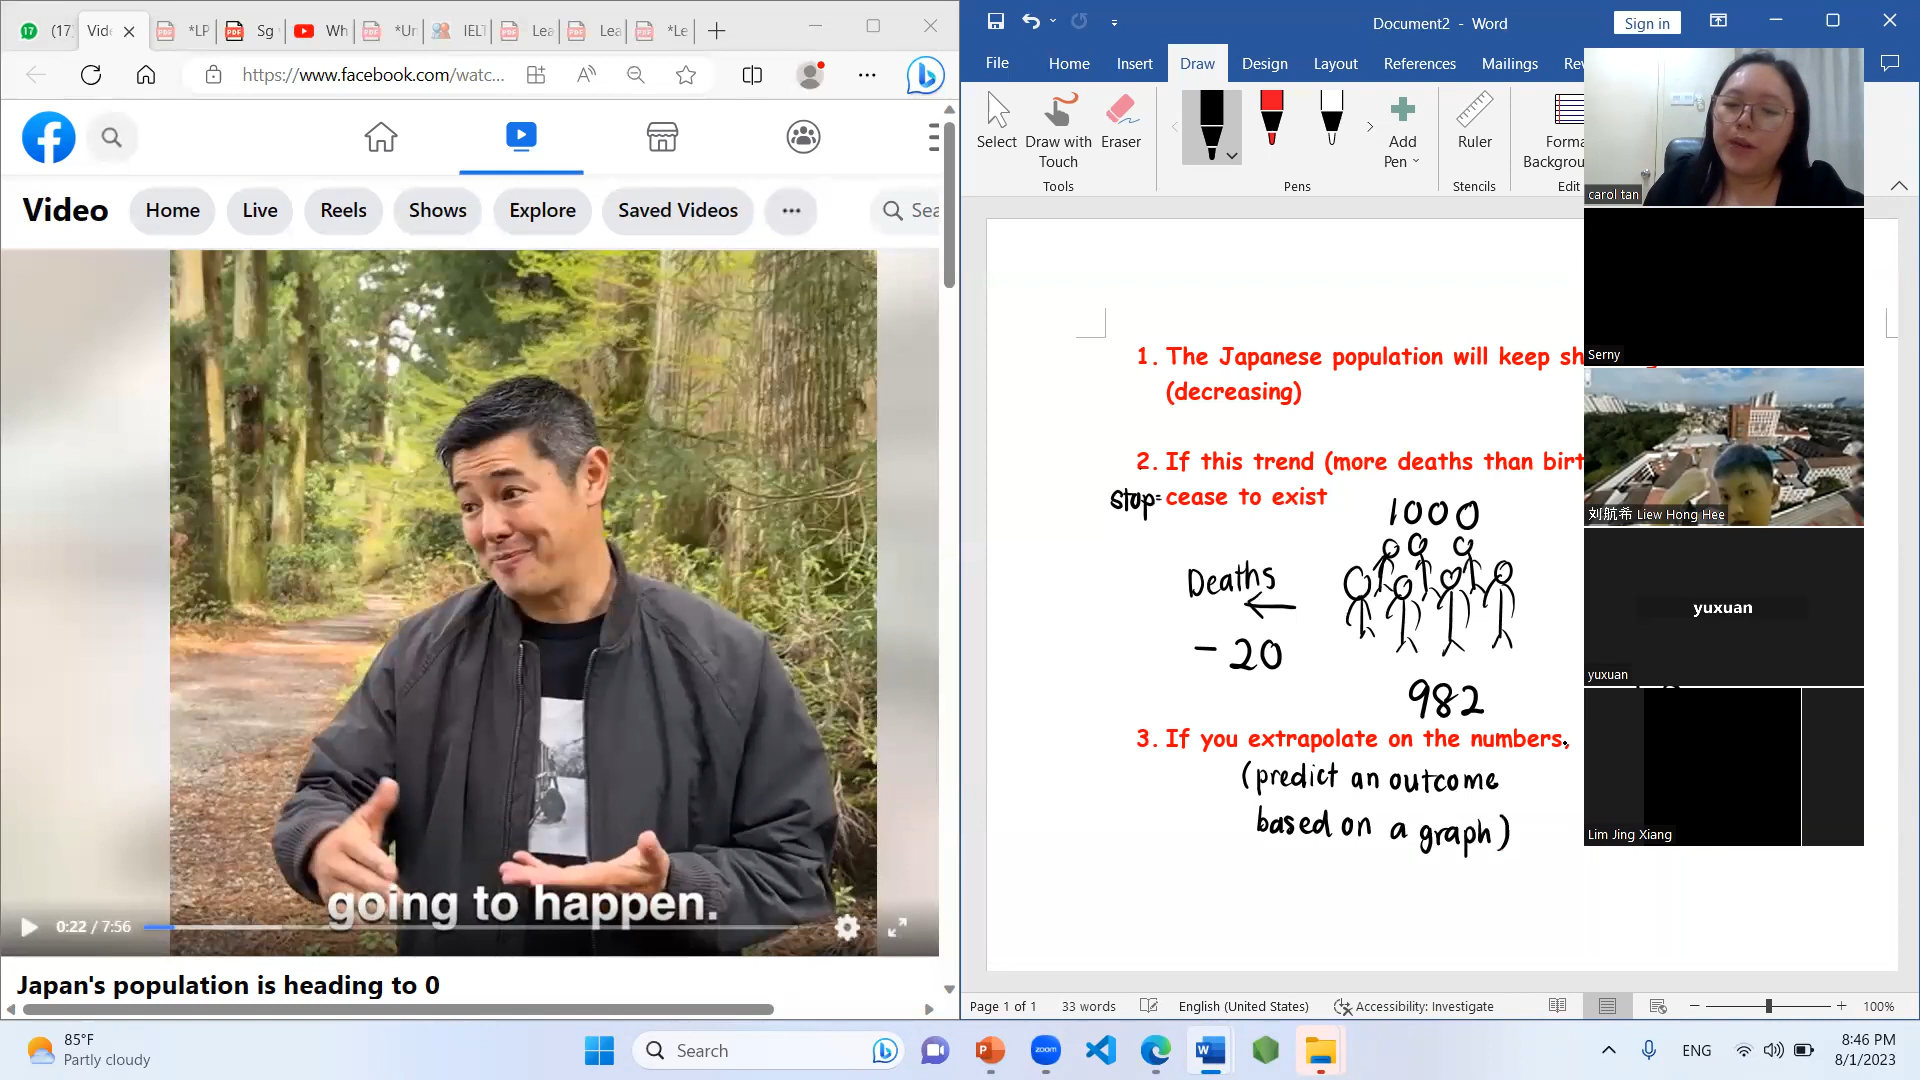 (17
Vid
*LP
Sg
Wh
*Ur
IELT
Lea
Lea
*Le
https://www.facebook.com/watc...
Video
Home
Live
Reels
Shows
Explore
Saved Videos
Sea
going to happen.
0:22 / 7:56
Japan's population is heading to 0
Document2 - Word
Sign in
File
Home
Insert
Draw
Design
Layout
References
Mailings
Rev
Select
Draw with
Touch
Eraser
Add
Pen
Ruler
Forma
Backgrou
Tools
Pens
Stencils
Edit
1. The Japanese population will keep sh
(decreasing)
2. If this trend (more deaths than birt
stop= cease to exist
1000
Deaths
- 20
982
3. If you extrapolate on the numbers,
(predict an outcome
based on a graph)
carol tan
Serny
刘航希 Liew Hong Hee
yuxuan
yuxuan
Lim Jing Xiang
Page 1 of 1
33 words
English (United States)
Accessibility: Investigate
100%
85°F
Partly cloudy
Search
zoom
ENG
8:46 PM
8/1/2023